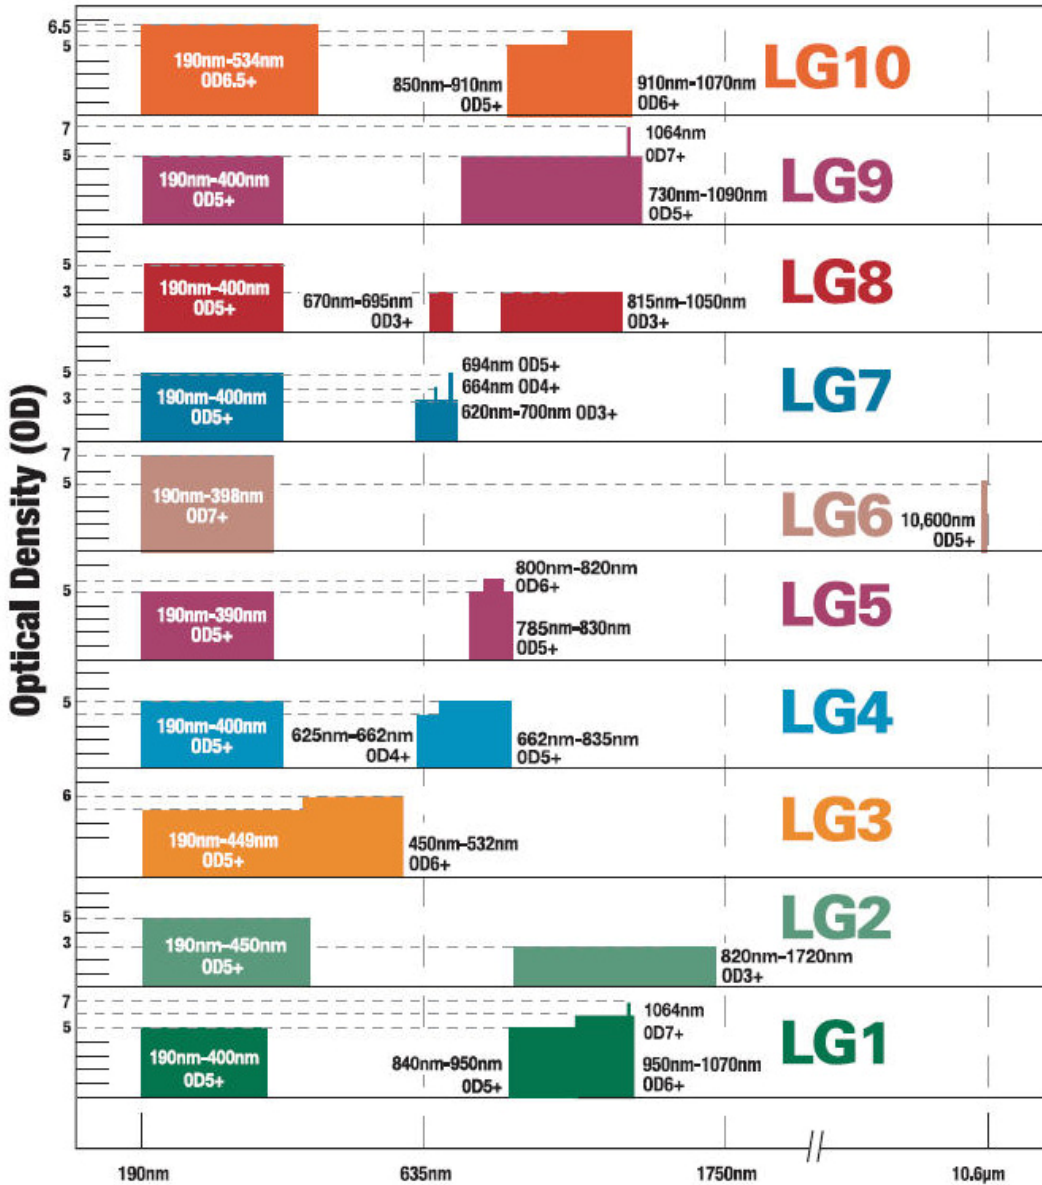 Optical Density (OD)
6.5
5
190nm-534nm
OD6.5+
850nm-910nm
OD5+
910nm-1070nm
OD6+
LG10
7
5
190nm-400nm
OD5+
1064nm
OD7+
730nm-1090nm
OD5+
LG9
5
3
190nm-400nm
OD5+
670nm-695nm
OD3+
815nm-1050nm
OD3+
LG8
5
3
190nm-400nm
OD5+
694nm OD5+
664nm OD4+
620nm-700nm OD3+
LG7
7
5
190nm-398nm
OD7+
LG6
10,600nm
OD5+
5
190nm-390nm
OD5+
800nm-820nm
OD6+
785nm-830nm
OD5+
LG5
5
190nm-400nm
OD5+
625nm-662nm
OD4+
662nm-835nm
OD5+
LG4
6
190nm-449nm
OD5+
450nm-532nm
OD6+
LG3
5
3
190nm-450nm
OD5+
820nm-1720nm
OD3+
LG2
7
5
190nm-400nm
OD5+
840nm-950nm
OD5+
1064nm
OD7+
950nm-1070nm
OD6+
LG1
190nm
635nm
1750nm
10.6µm